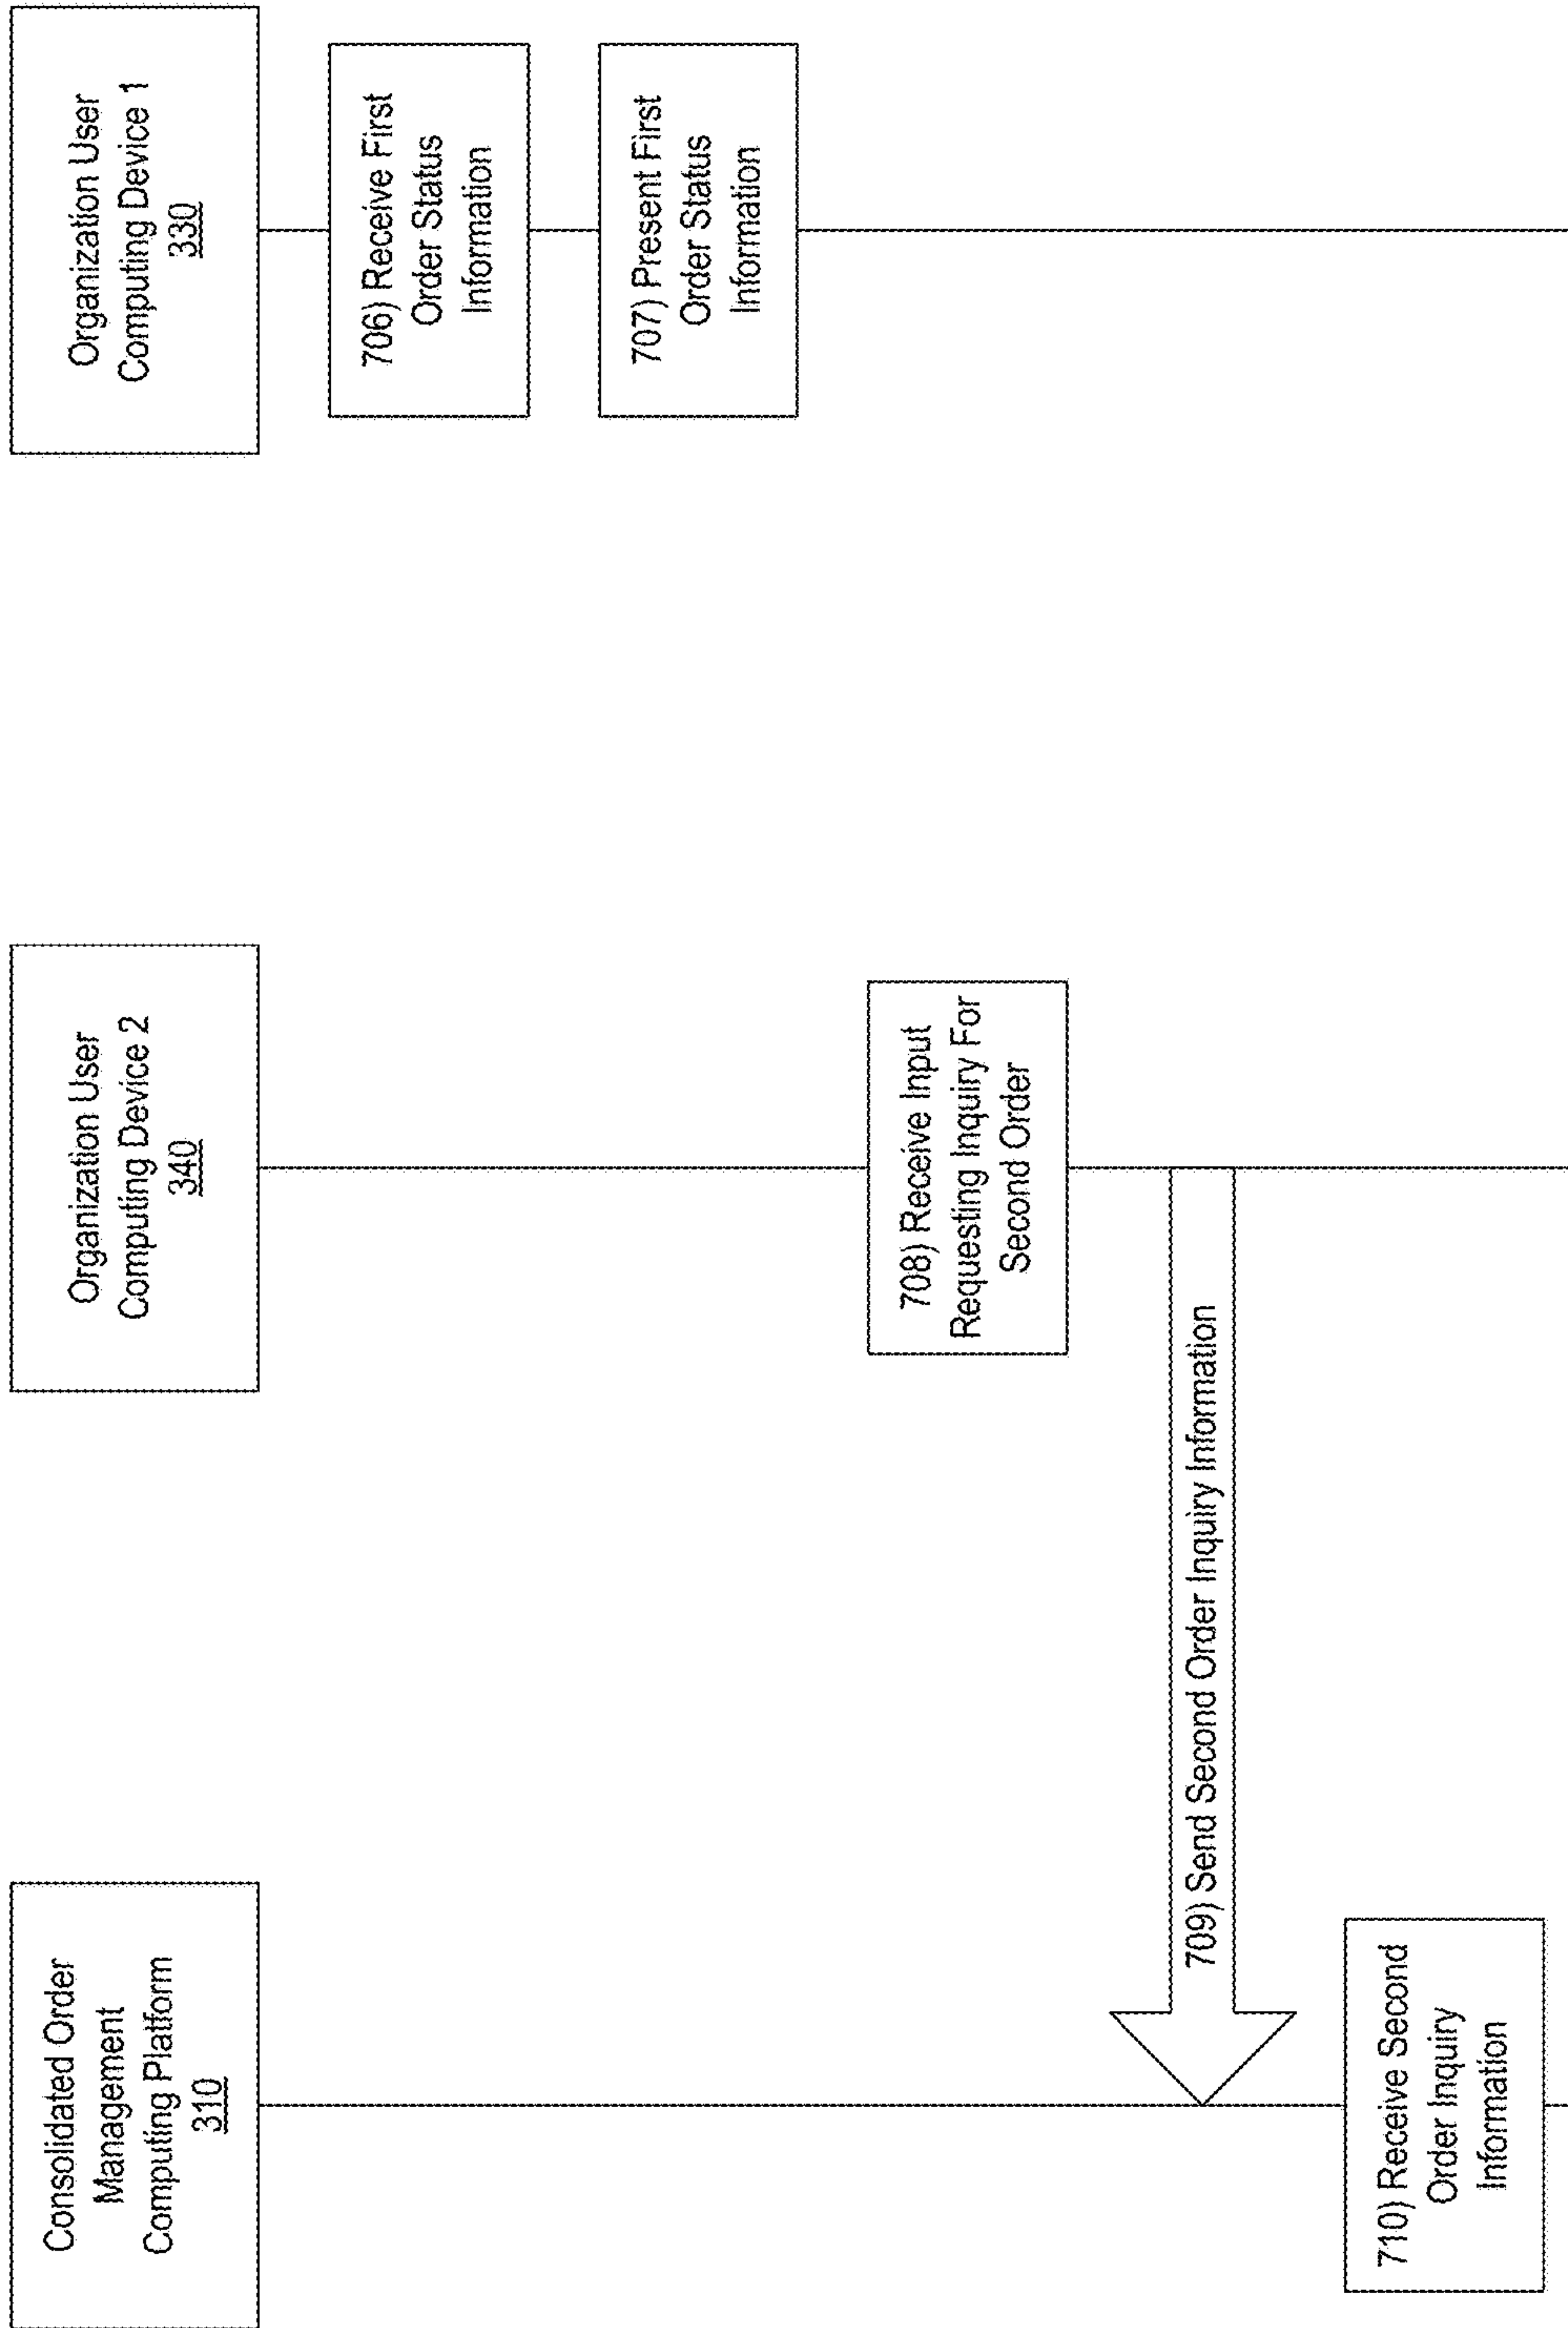 Consolidated Order
Management
Computing Platform
310
Organization User
Computing Device 2
340
Organization User
Computing Device 1
330
706) Receive First
Order Status
Information
707) Present First
Order Status
Information
708) Receive Input
Requesting Inquiry For
Second Order
709) Send Second Order Inquiry Information
710) Receive Second
Order Inquiry
Information